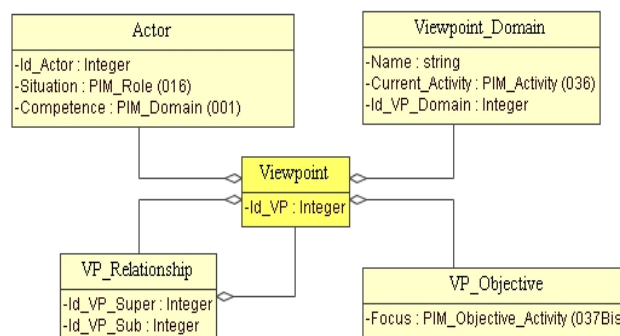 Actor
-Id_Actor : Integer
-Situation : PIM_Role (016)
-Competence : PIM_Domain (001)
Viewpoint_Domain
-Name : string
-Current_Activity : PIM_Activity (036)
-Id_VP_Domain : Integer
Viewpoint
-Id_VP : Integer
VP_Relationship
-Id_VP_Super : Integer
-Id_VP_Sub : Integer
VP_Objective
-Focus : PIM_Objective_Activity (037Bis